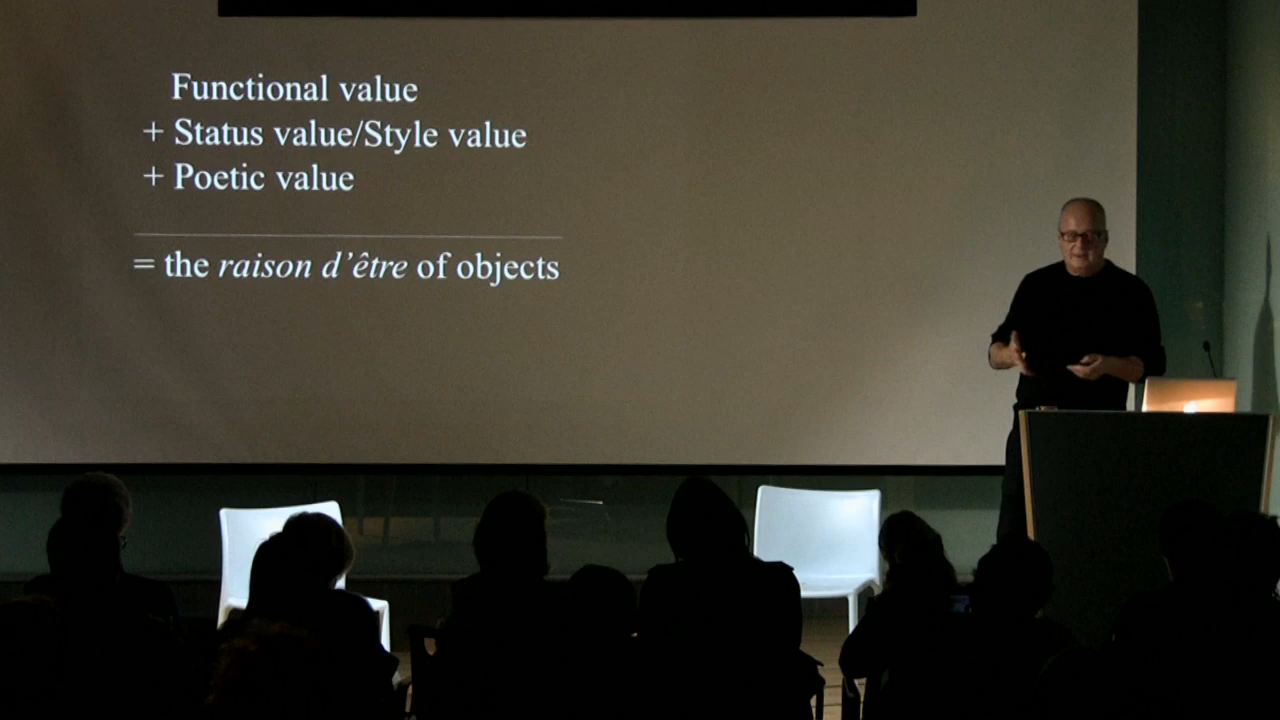 Functional value
+ Status value/Style value
+ Poetic value
= the raison d’être of objects